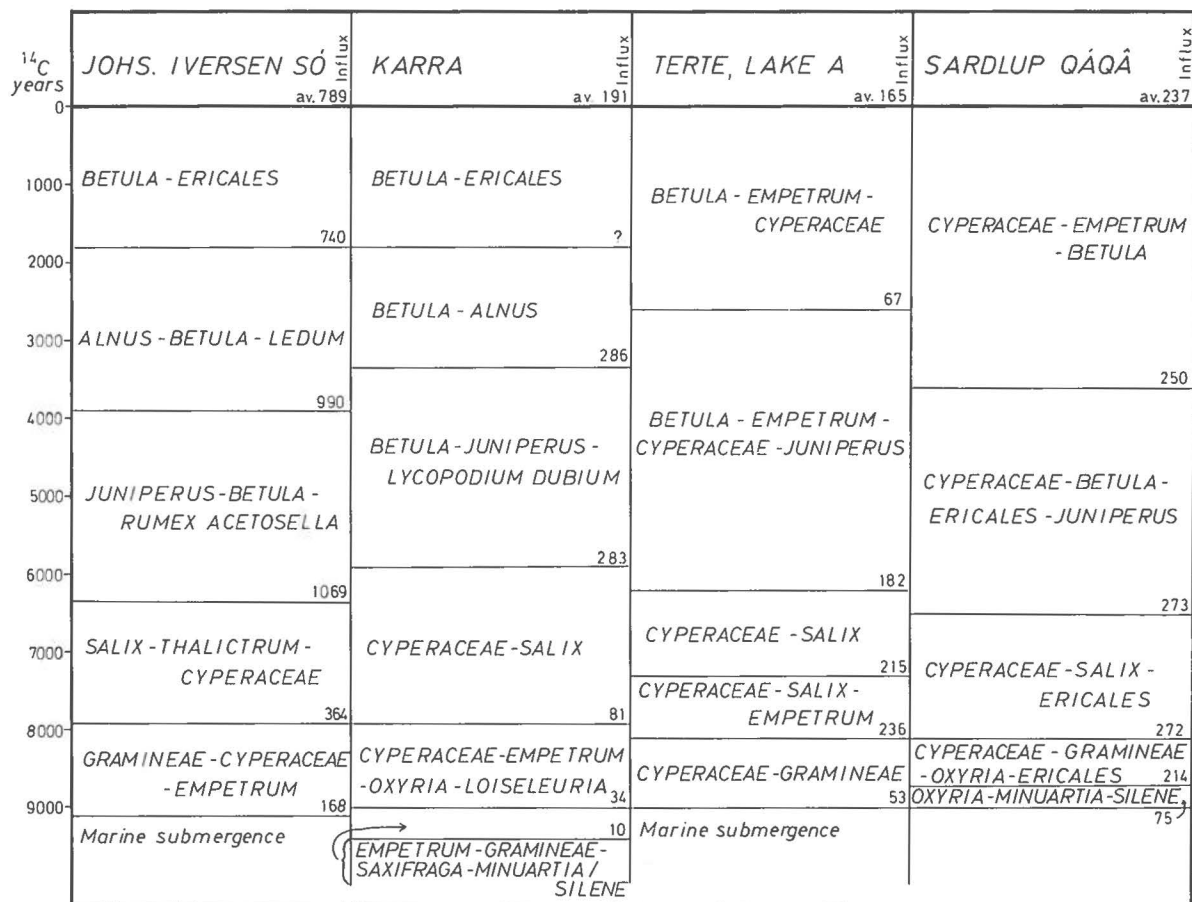 14C
years
0
1000
2000
3000
4000
5000
6000
7000
8000
9000
JOHS. IVERSEN SÓ
Influx
av. 789
BETULA - ERICALES
740
ALNUS - BETULA - LEDUM
990
JUNIPERUS - BETULA -
RUMEX ACETOSELLA
1069
SALIX - THALICTRUM -
CYPERACEAE
364
GRAMINEAE - CYPERACEAE
- EMPETRUM
168
Marine submergence
KARRA
Influx
av. 191
BETULA - ERICALES
?
BETULA - ALNUS
286
BETULA - JUNIPERUS -
LYCOPODIUM DUBIUM
283
CYPERACEAE - SALIX
81
CYPERACEAE - EMPETRUM
- OXYRIA - LOISELEURIA
34
10
EMPETRUM - GRAMINEAE -
SAXIFRAGA - MINUARTIA /
SILENE
TERTE, LAKE A
Influx
av. 165
BETULA - EMPETRUM -
CYPERACEAE
67
BETULA - EMPETRUM -
CYPERACEAE - JUNIPERUS
182
CYPERACEAE - SALIX
215
CYPERACEAE - SALIX -
EMPETRUM
236
CYPERACEAE - GRAMINEAE
53
Marine submergence
SARDLUP QÁQÂ
Influx
av. 237
CYPERACEAE - EMPETRUM
- BETULA
250
CYPERACEAE - BETULA -
ERICALES - JUNIPERUS
273
CYPERACEAE - SALIX -
ERICALES
272
CYPERACEAE - GRAMINEAE
- OXYRIA - ERICALES
214
OXYRIA - MINUARTIA - SILENE,
75